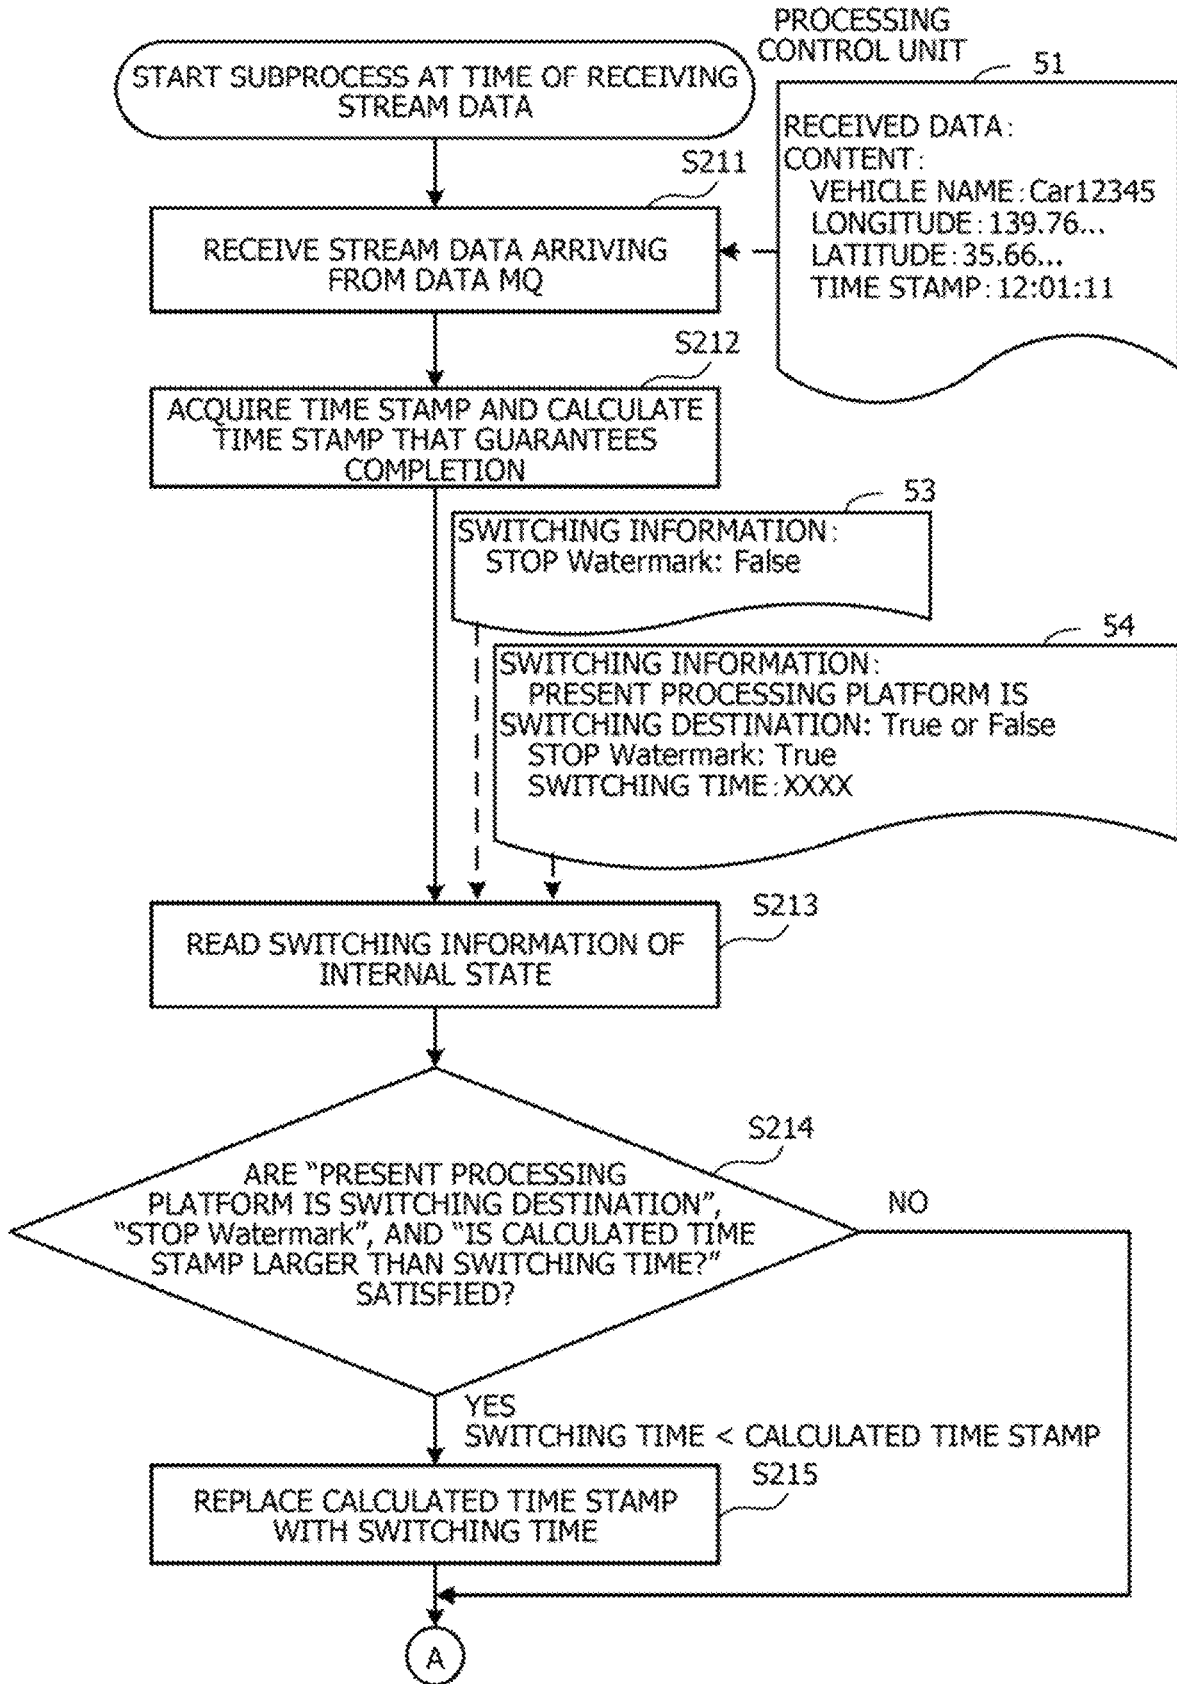 PROCESSING
CONTROL UNIT
START SUBPROCESS AT TIME OF RECEIVING
STREAM DATA
51
RECEIVED DATA:
CONTENT:
VEHICLE NAME:Car12345
LONGITUDE:139.76...
LATITUDE:35.66...
TIME STAMP:12:01:11
S211
RECEIVE STREAM DATA ARRIVING
FROM DATA MQ
S212
ACQUIRE TIME STAMP AND CALCULATE
TIME STAMP THAT GUARANTEES
COMPLETION
53
SWITCHING INFORMATION:
STOP Watermark: False
54
SWITCHING INFORMATION:
PRESENT PROCESSING PLATFORM IS
SWITCHING DESTINATION: True or False
STOP Watermark: True
SWITCHING TIME:XXXX
S213
READ SWITCHING INFORMATION OF
INTERNAL STATE
S214
ARE “PRESENT PROCESSING
PLATFORM IS SWITCHING DESTINATION”,
“STOP Watermark”, AND “IS CALCULATED TIME
STAMP LARGER THAN SWITCHING TIME?”
SATISFIED?
NO
YES
SWITCHING TIME < CALCULATED TIME STAMP
S215
REPLACE CALCULATED TIME STAMP
WITH SWITCHING TIME
A